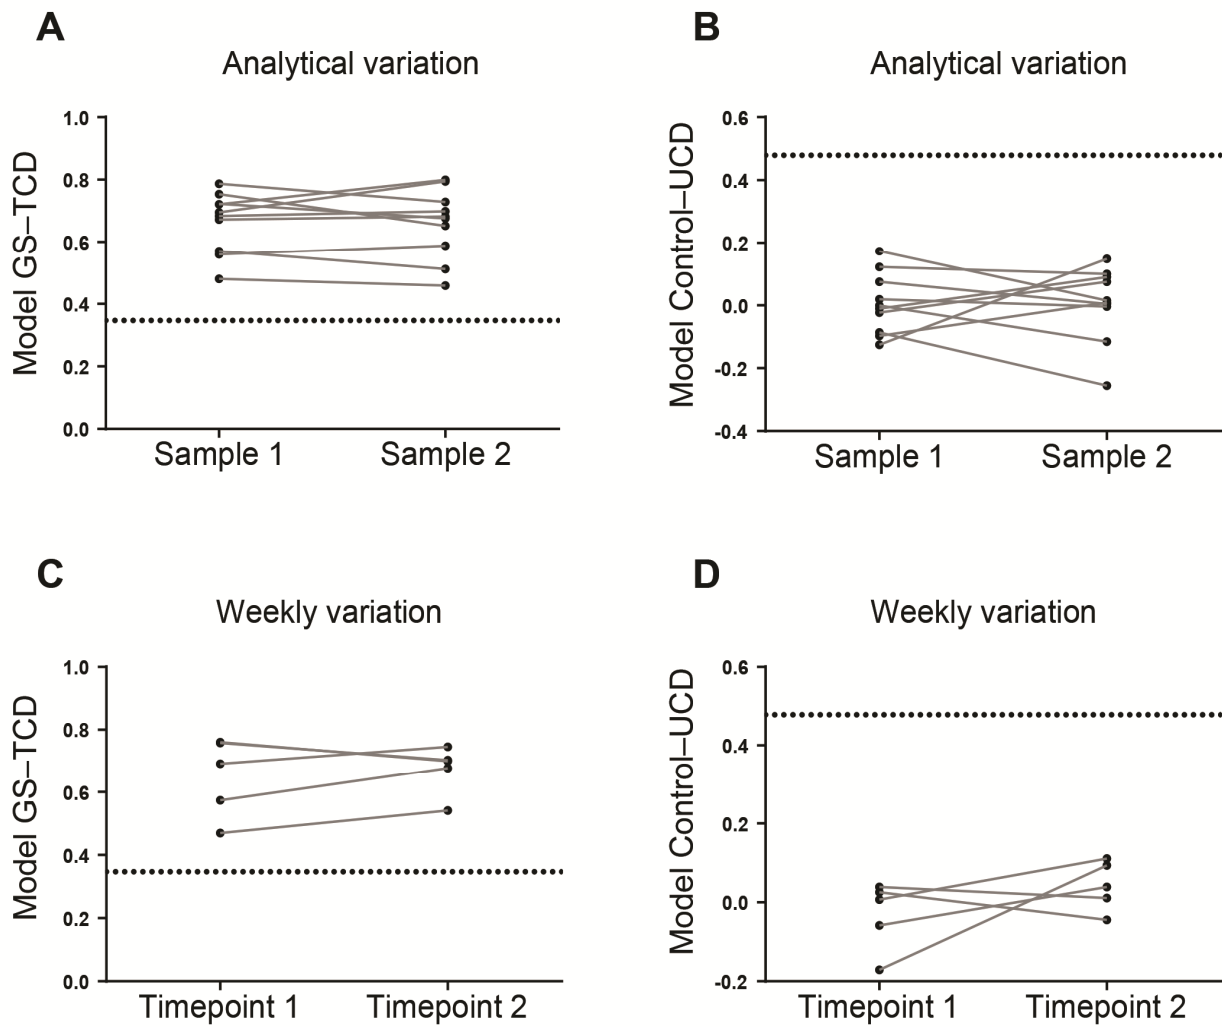 A
Analytical variation
Model GS–TCD
1.0
0.8
0.6
0.4
0.2
0.0
Sample 1
Sample 2
B
Analytical variation
Model Control–UCD
0.6
0.4
0.2
0.0
-0.2
-0.4
Sample 1
Sample 2
C
Weekly variation
Model GS–TCD
1.0
0.8
0.6
0.4
0.2
0.0
Timepoint 1
Timepoint 2
D
Weekly variation
Model Control–UCD
0.6
0.4
0.2
0.0
-0.2
Timepoint 1
Timepoint 2